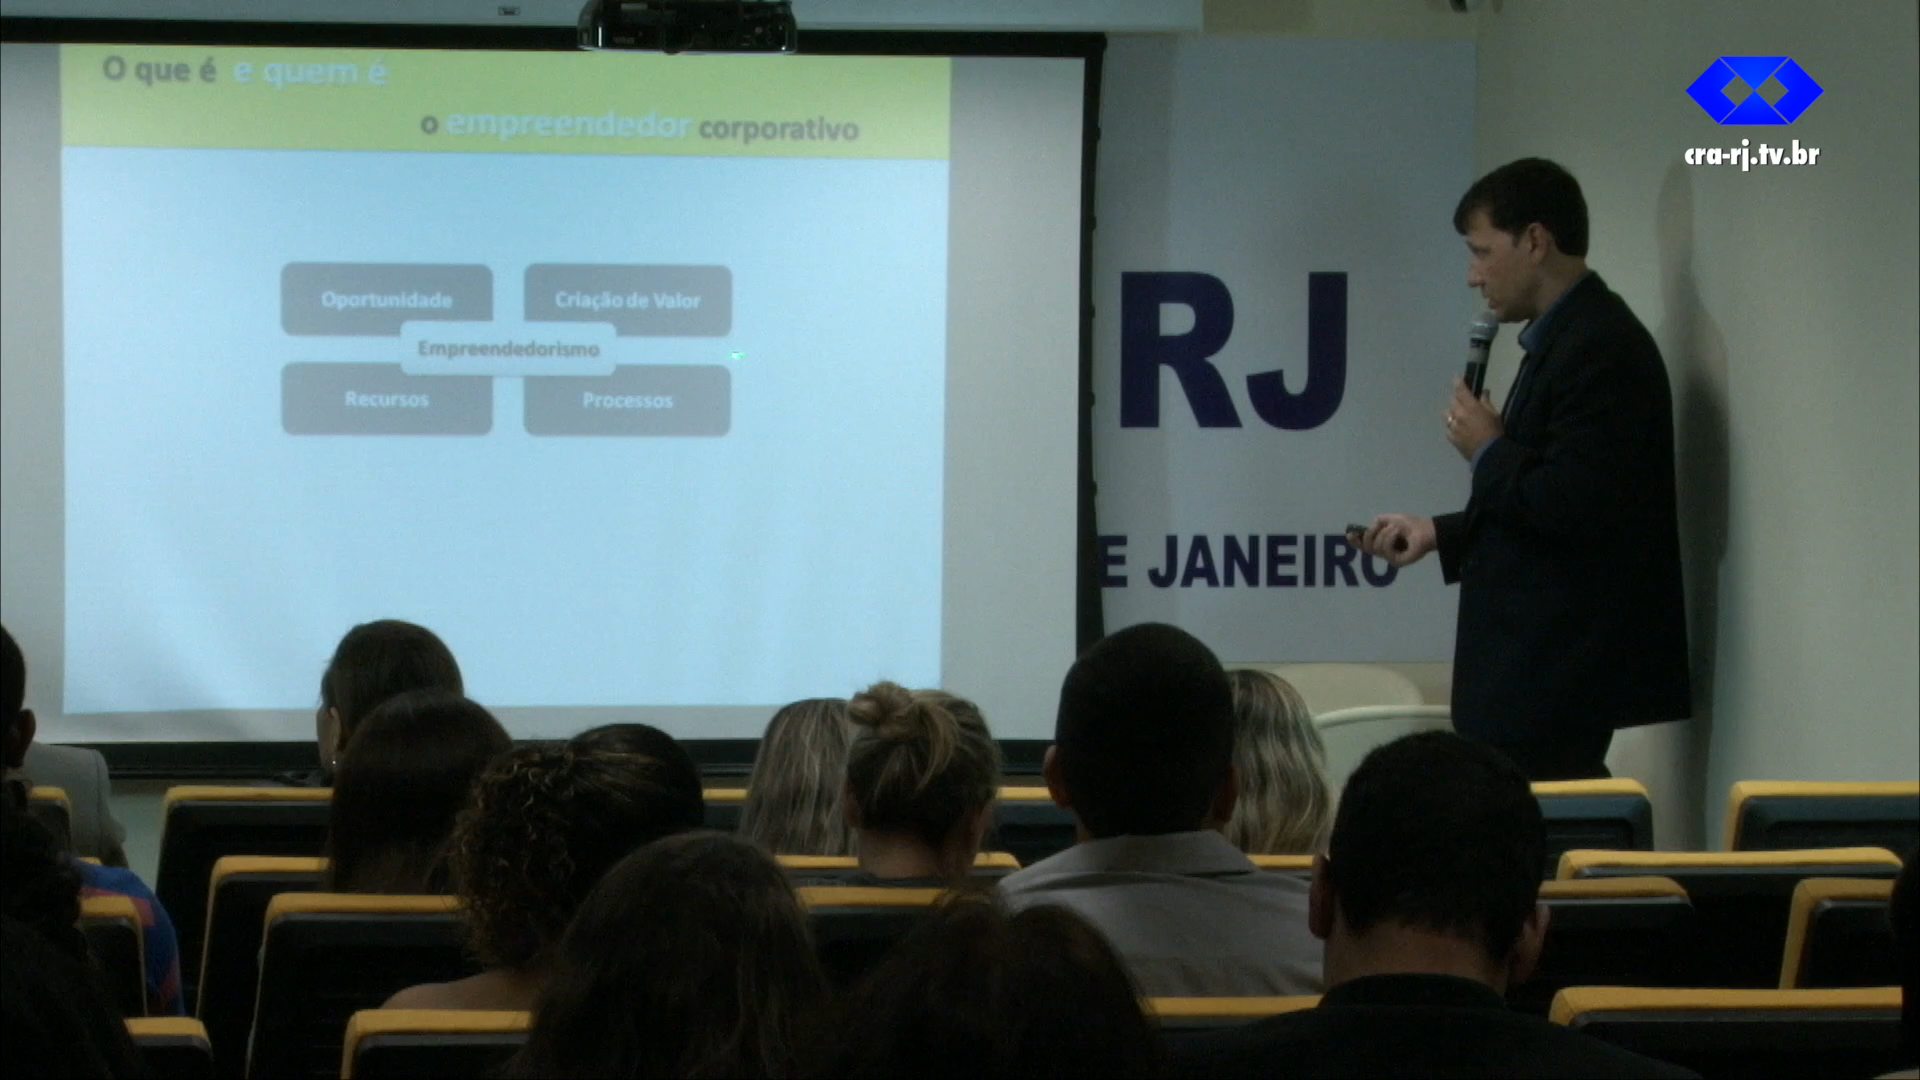 O que é e quem é
o empreendedor corporativo
Oportunidade
Criação de Valor
Empreendedorismo
Recursos
Processos
RJ
E JANEIRO
cra-rj.tv.br